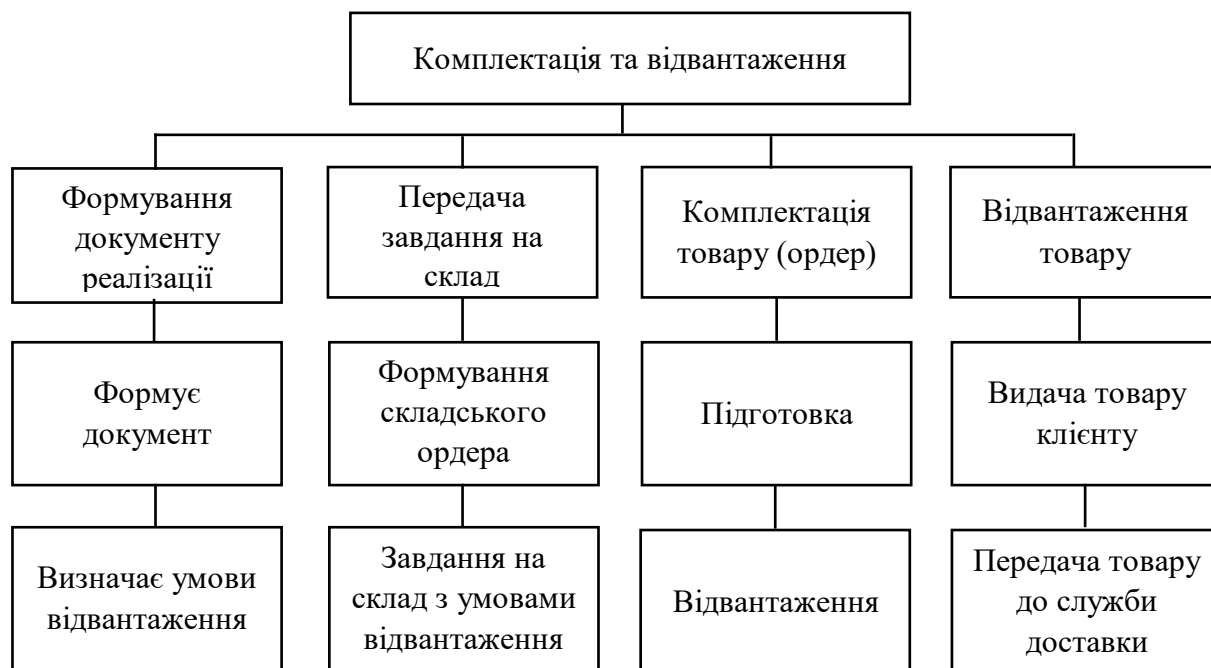 Комплектація та відвантаження
Формування
документу
реалізації
Передача
завдання на
склад
Комплектація
товару (ордер)
Відвантаження
товару
Формує
документ
Формування
складського
ордера
Підготовка
Видача товару
клієнту
Визначає умови
відвантаження
Завдання на
склад з умовами
відвантаження
Відвантаження
Передача товару
до служби
доставки